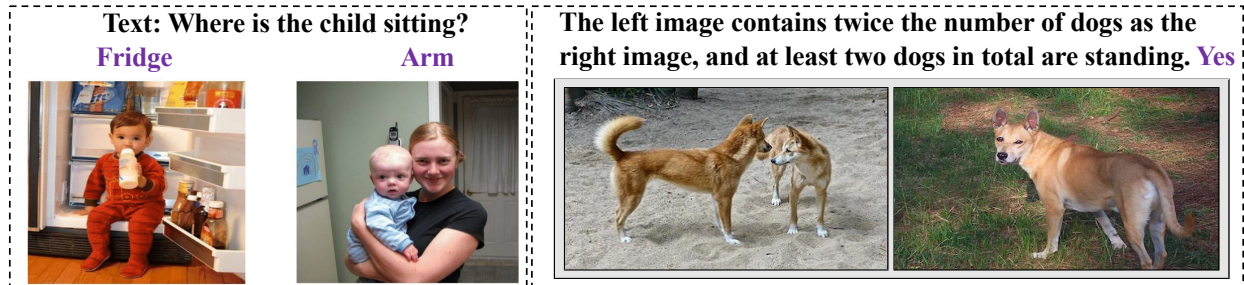 Text: Where is the child sitting?
Fridge
Arm
The left image contains twice the number of dogs as the
right image, and at least two dogs in total are standing. Yes